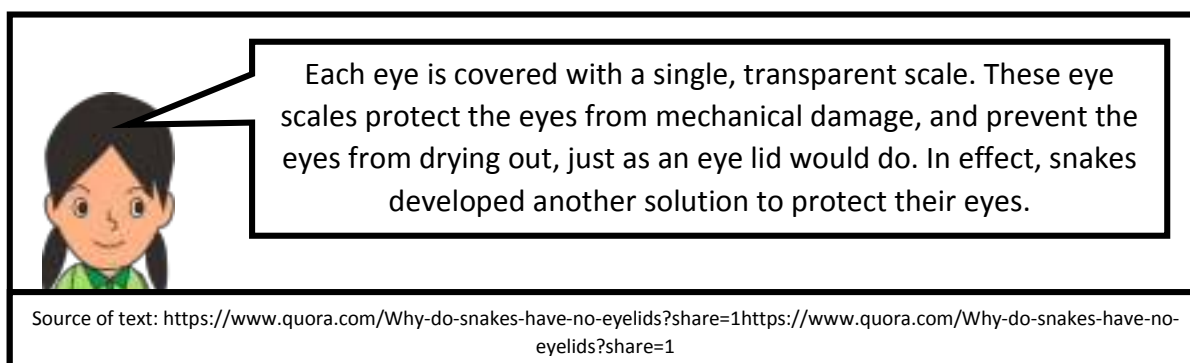 Each eye is covered with a single, transparent scale. These eye
scales protect the eyes from mechanical damage, and prevent the
eyes from drying out, just as an eye lid would do. In effect, snakes
developed another solution to protect their eyes.
Source of text: https://www.quora.com/Why-do-snakes-have-no-eyelids?share=1https://www.quora.com/Why-do-snakes-have-no-
eyelids?share=1